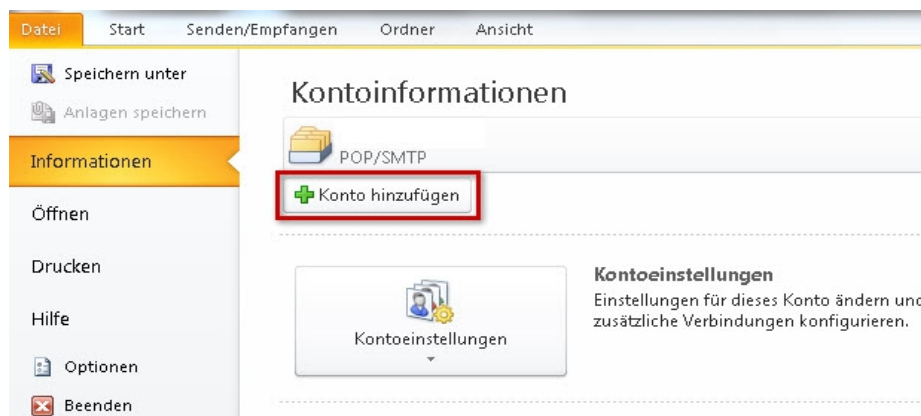 Datei Start Senden/Empfangen Ordner Ansicht
Speichern unter
Anlagen speichern
Informationen
Öffnen
Drucken
Hilfe
Optionen
Beenden
Kontoinformationen
POP/SMTP
Konto hinzufügen
Kontoeinstellungen
Kontoeinstellungen
Einstellungen für dieses Konto ändern und
zusätzliche Verbindungen konfigurieren.